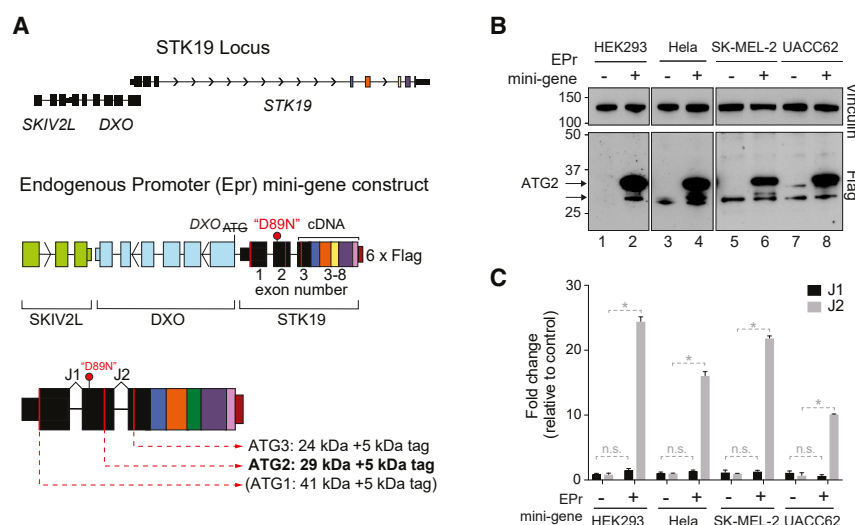 A
STK19 Locus
STK19
SKIV2L DXO
Endogenous Promoter (Epr) mini-gene construct
DXO ATG "D89N" cDNA
6 x Flag
1 2 3 3-8
exon number
SKIV2L DXO STK19
"D89N"
J1 J2
ATG3: 24 kDa +5 kDa tag
ATG2: 29 kDa +5 kDa tag
(ATG1: 41 kDa +5 kDa tag)
B
HEK293 Hela SK-MEL-2 UACC62
EPr
mini-gene - + - + - + - +
150
100
Vinculin
50
37
25
ATG2
Flag
1 2 3 4 5 6 7 8
C
J1
J2
Fold change
(relative to control)
30
20
10
0
n.s. * n.s. * n.s. * n.s. *
EPr
mini-gene - + - + - + - +
HEK293 Hela SK-MEL-2 UACC62